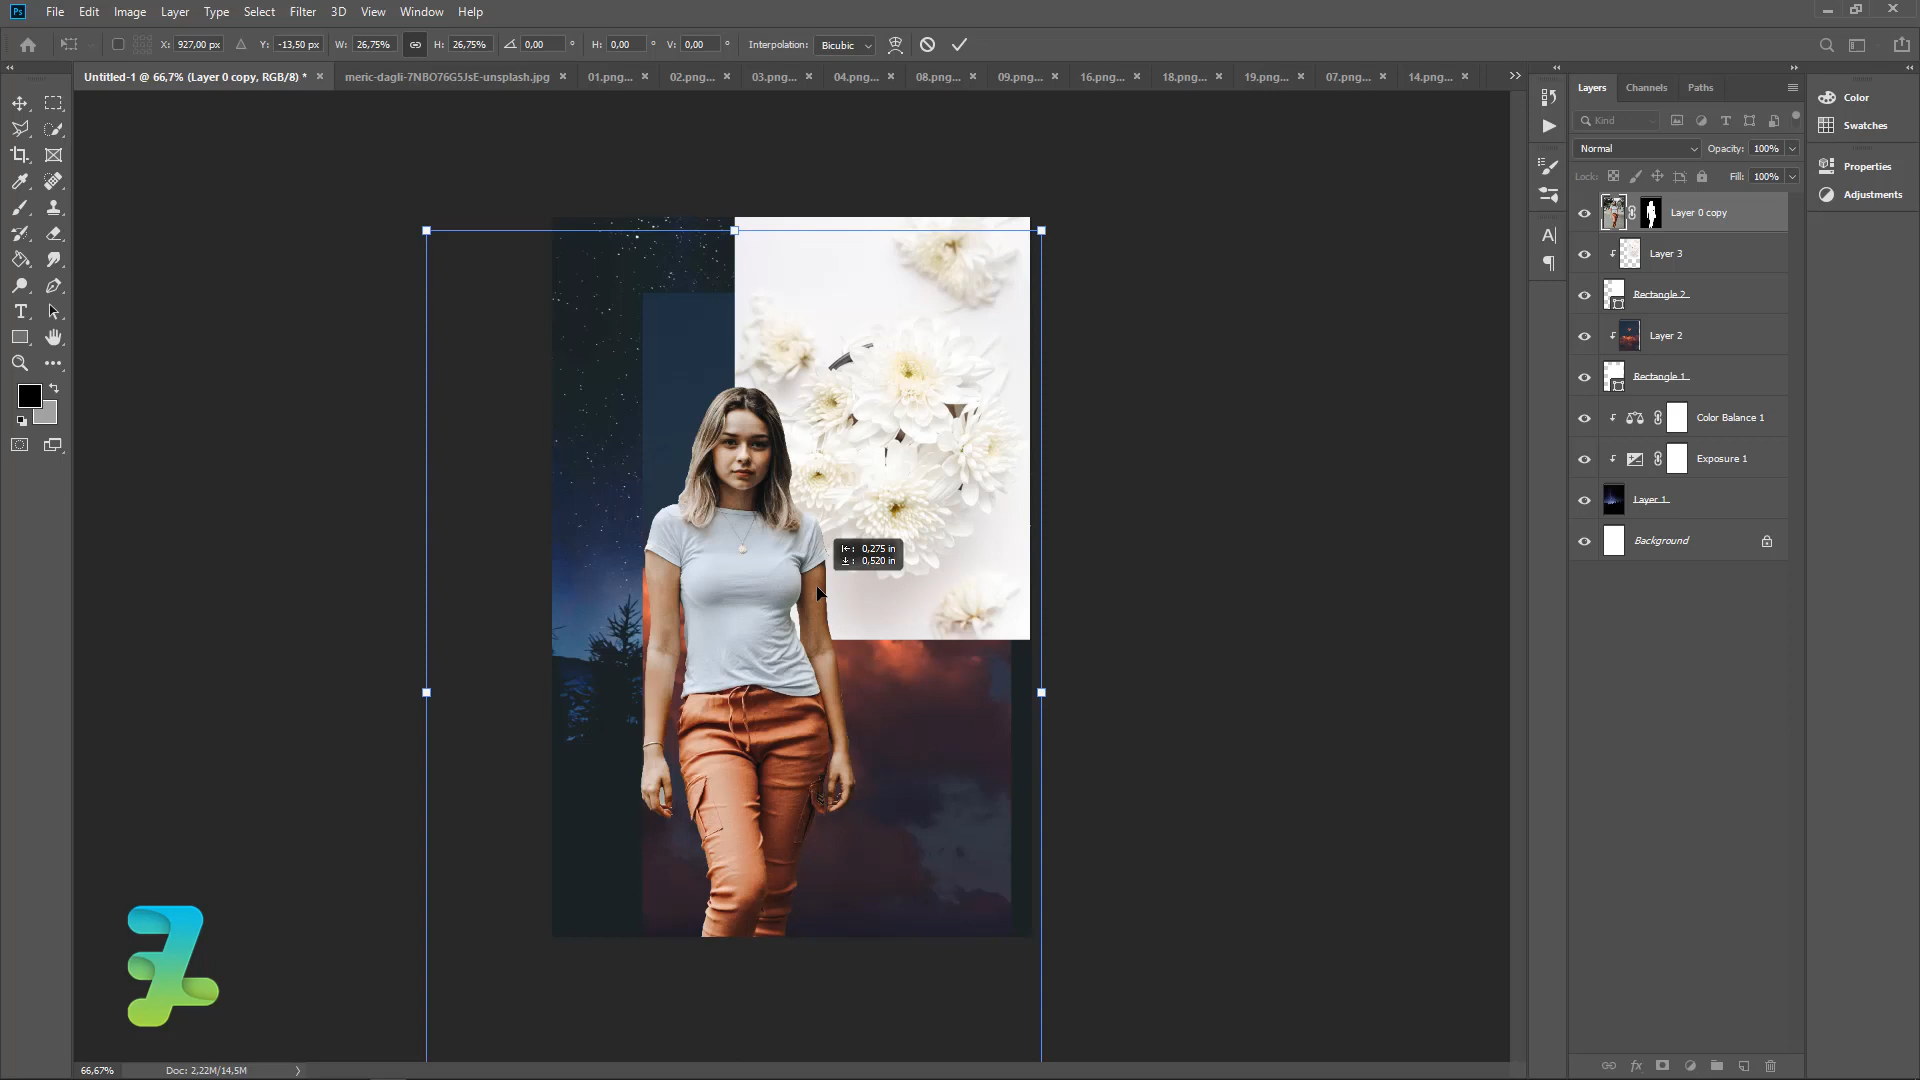 Ps File Edit Image Layer Type Select Filter 3D View Window Help
X: 927,00 px Y: -13,50 px W: 26,75% H: 26,75% 0,00 ° H: 0,00 ° V: 0,00 ° Interpolation: Bicubic
Untitled-1 @ 66,7% (Layer 0 copy, RGB/8) * meric-dagli-7NBO76G5JsE-unsplash.jpg 01.png... 02.png... 03.png... 04.png... 08.png... 09.png... 16.png... 18.png... 19.png... 07.png... 14.png...
Layers Channels Paths
Color
Kind
Swatches
Normal Opacity: 100%
Properties
Lock: Fill: 100%
Adjustments
Layer 0 copy
Layer 3
Rectangle 2
Layer 2
Rectangle 1
Color Balance 1
Exposure 1
Layer 1
Background
0,275 in
0,520 in
66,67% Doc: 2,22M/14,5M